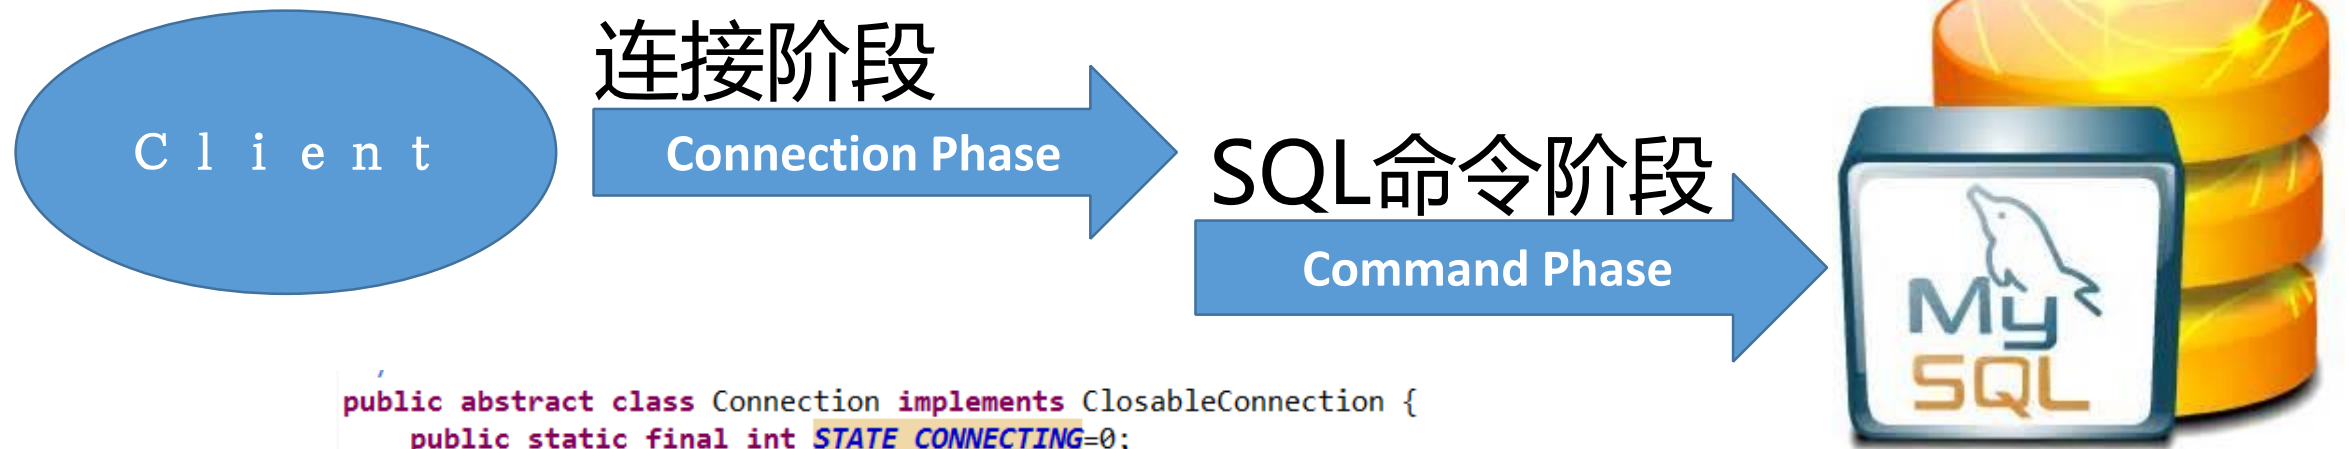 Client
连接阶段
Connection Phase
SQL命令阶段
Command Phase
My
SQL
public abstract class Connection implements ClosableConnection {
public static final int STATE_CONNECTING=0;